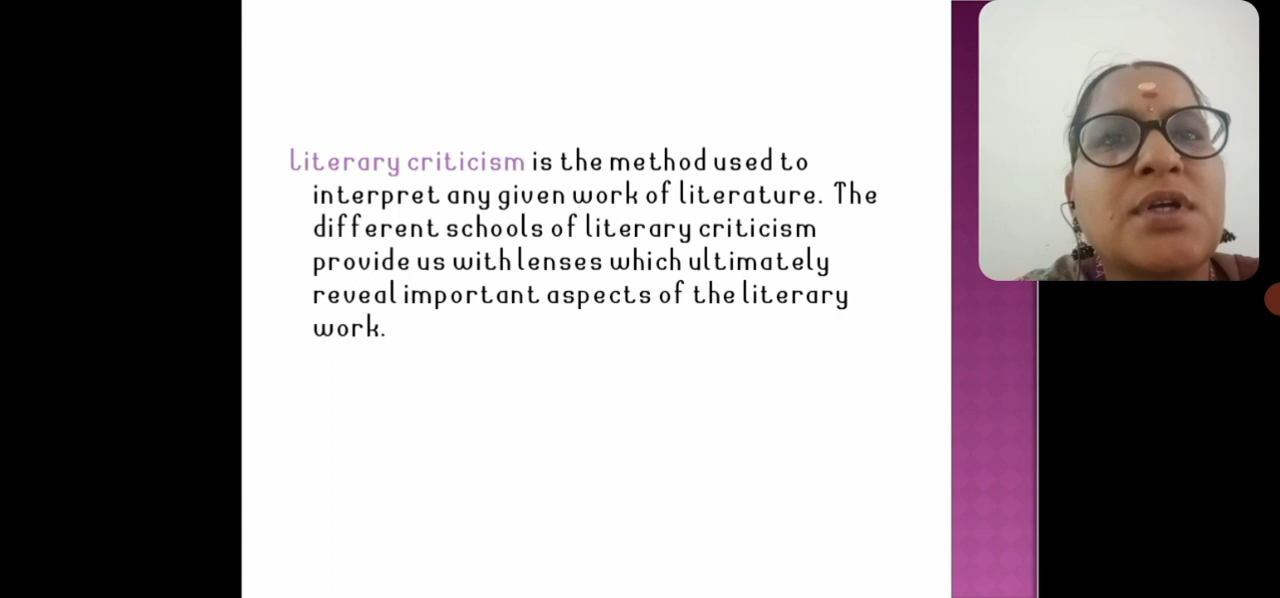 literary criticism is the method used to
interpret any given work of literature. The
different schools of literary criticism
provide us with lenses which ultimately
reveal important aspects of the literary
work.